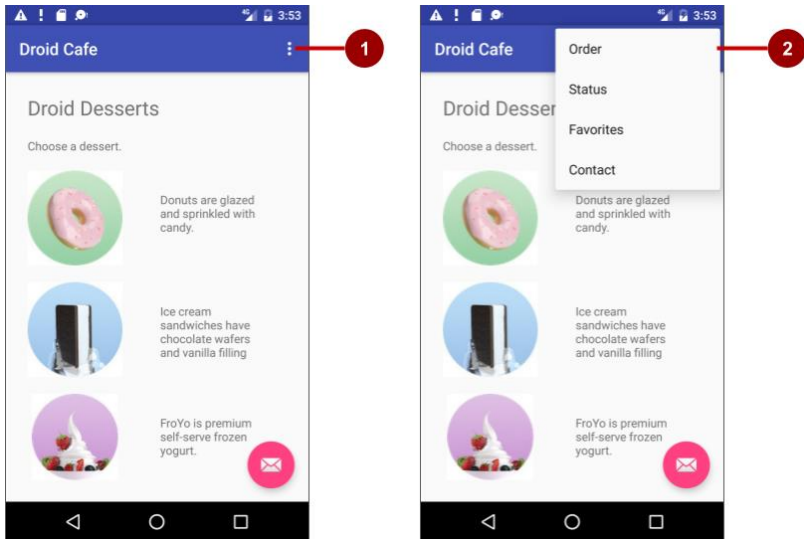 3:53
Droid Cafe
1
Droid Desserts
Choose a dessert.
Donuts are glazed
and sprinkled with
candy.
Ice cream
sandwiches have
chocolate wafers
and vanilla filling
FroYo is premium
self-serve frozen
yogurt.
3:53
Droid Cafe
Order
2
Status
Favorites
Contact
Droid Desser
Choose a dessert.
Donuts are glazed
and sprinkled with
candy.
Ice cream
sandwiches have
chocolate wafers
and vanilla filling
FroYo is premium
self-serve frozen
yogurt.